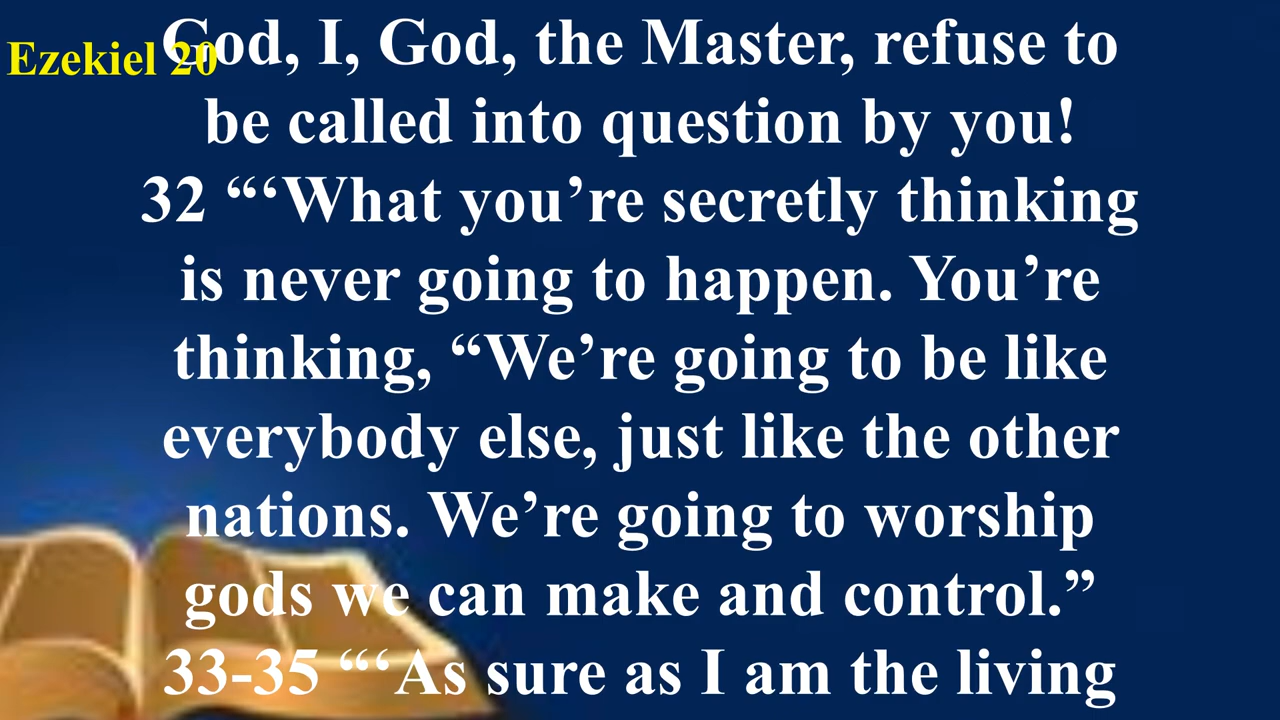 Ezekiel 20
God, I, God, the Master, refuse to
be called into question by you!
32 “‘What you’re secretly thinking
is never going to happen. You’re
thinking, “We’re going to be like
everybody else, just like the other
nations. We’re going to worship
gods we can make and control.”
33-35 “‘As sure as I am the living